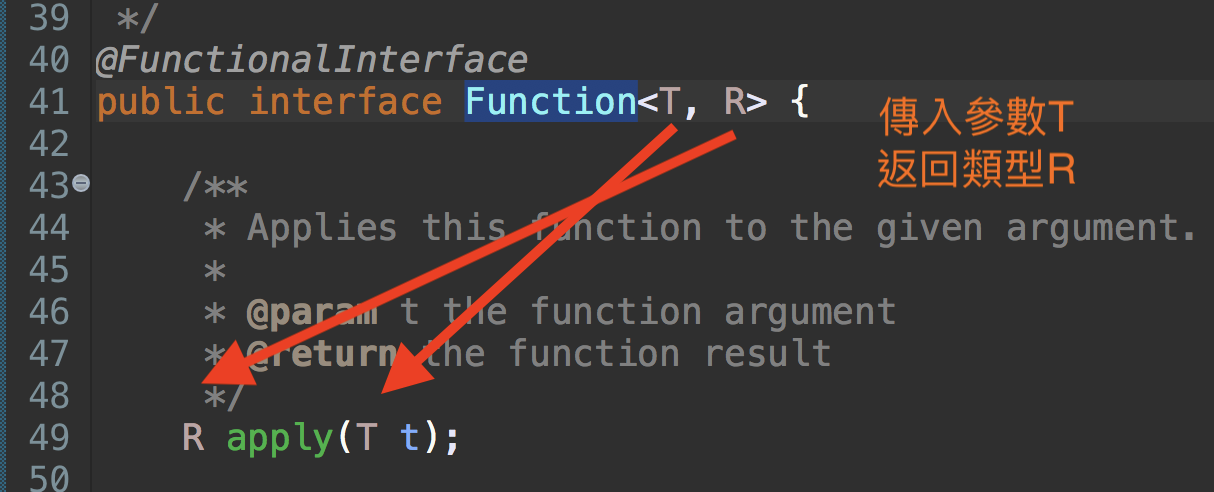 39 */
40 @FunctionalInterface
41 public interface Function<T, R> {
傳入參數T
返回類型R
42
43 /**
44 * Applies this function to the given argument.
45 *
46 * @param t the function argument
47 * @return the function result
48 */
49 R apply(T t);
50